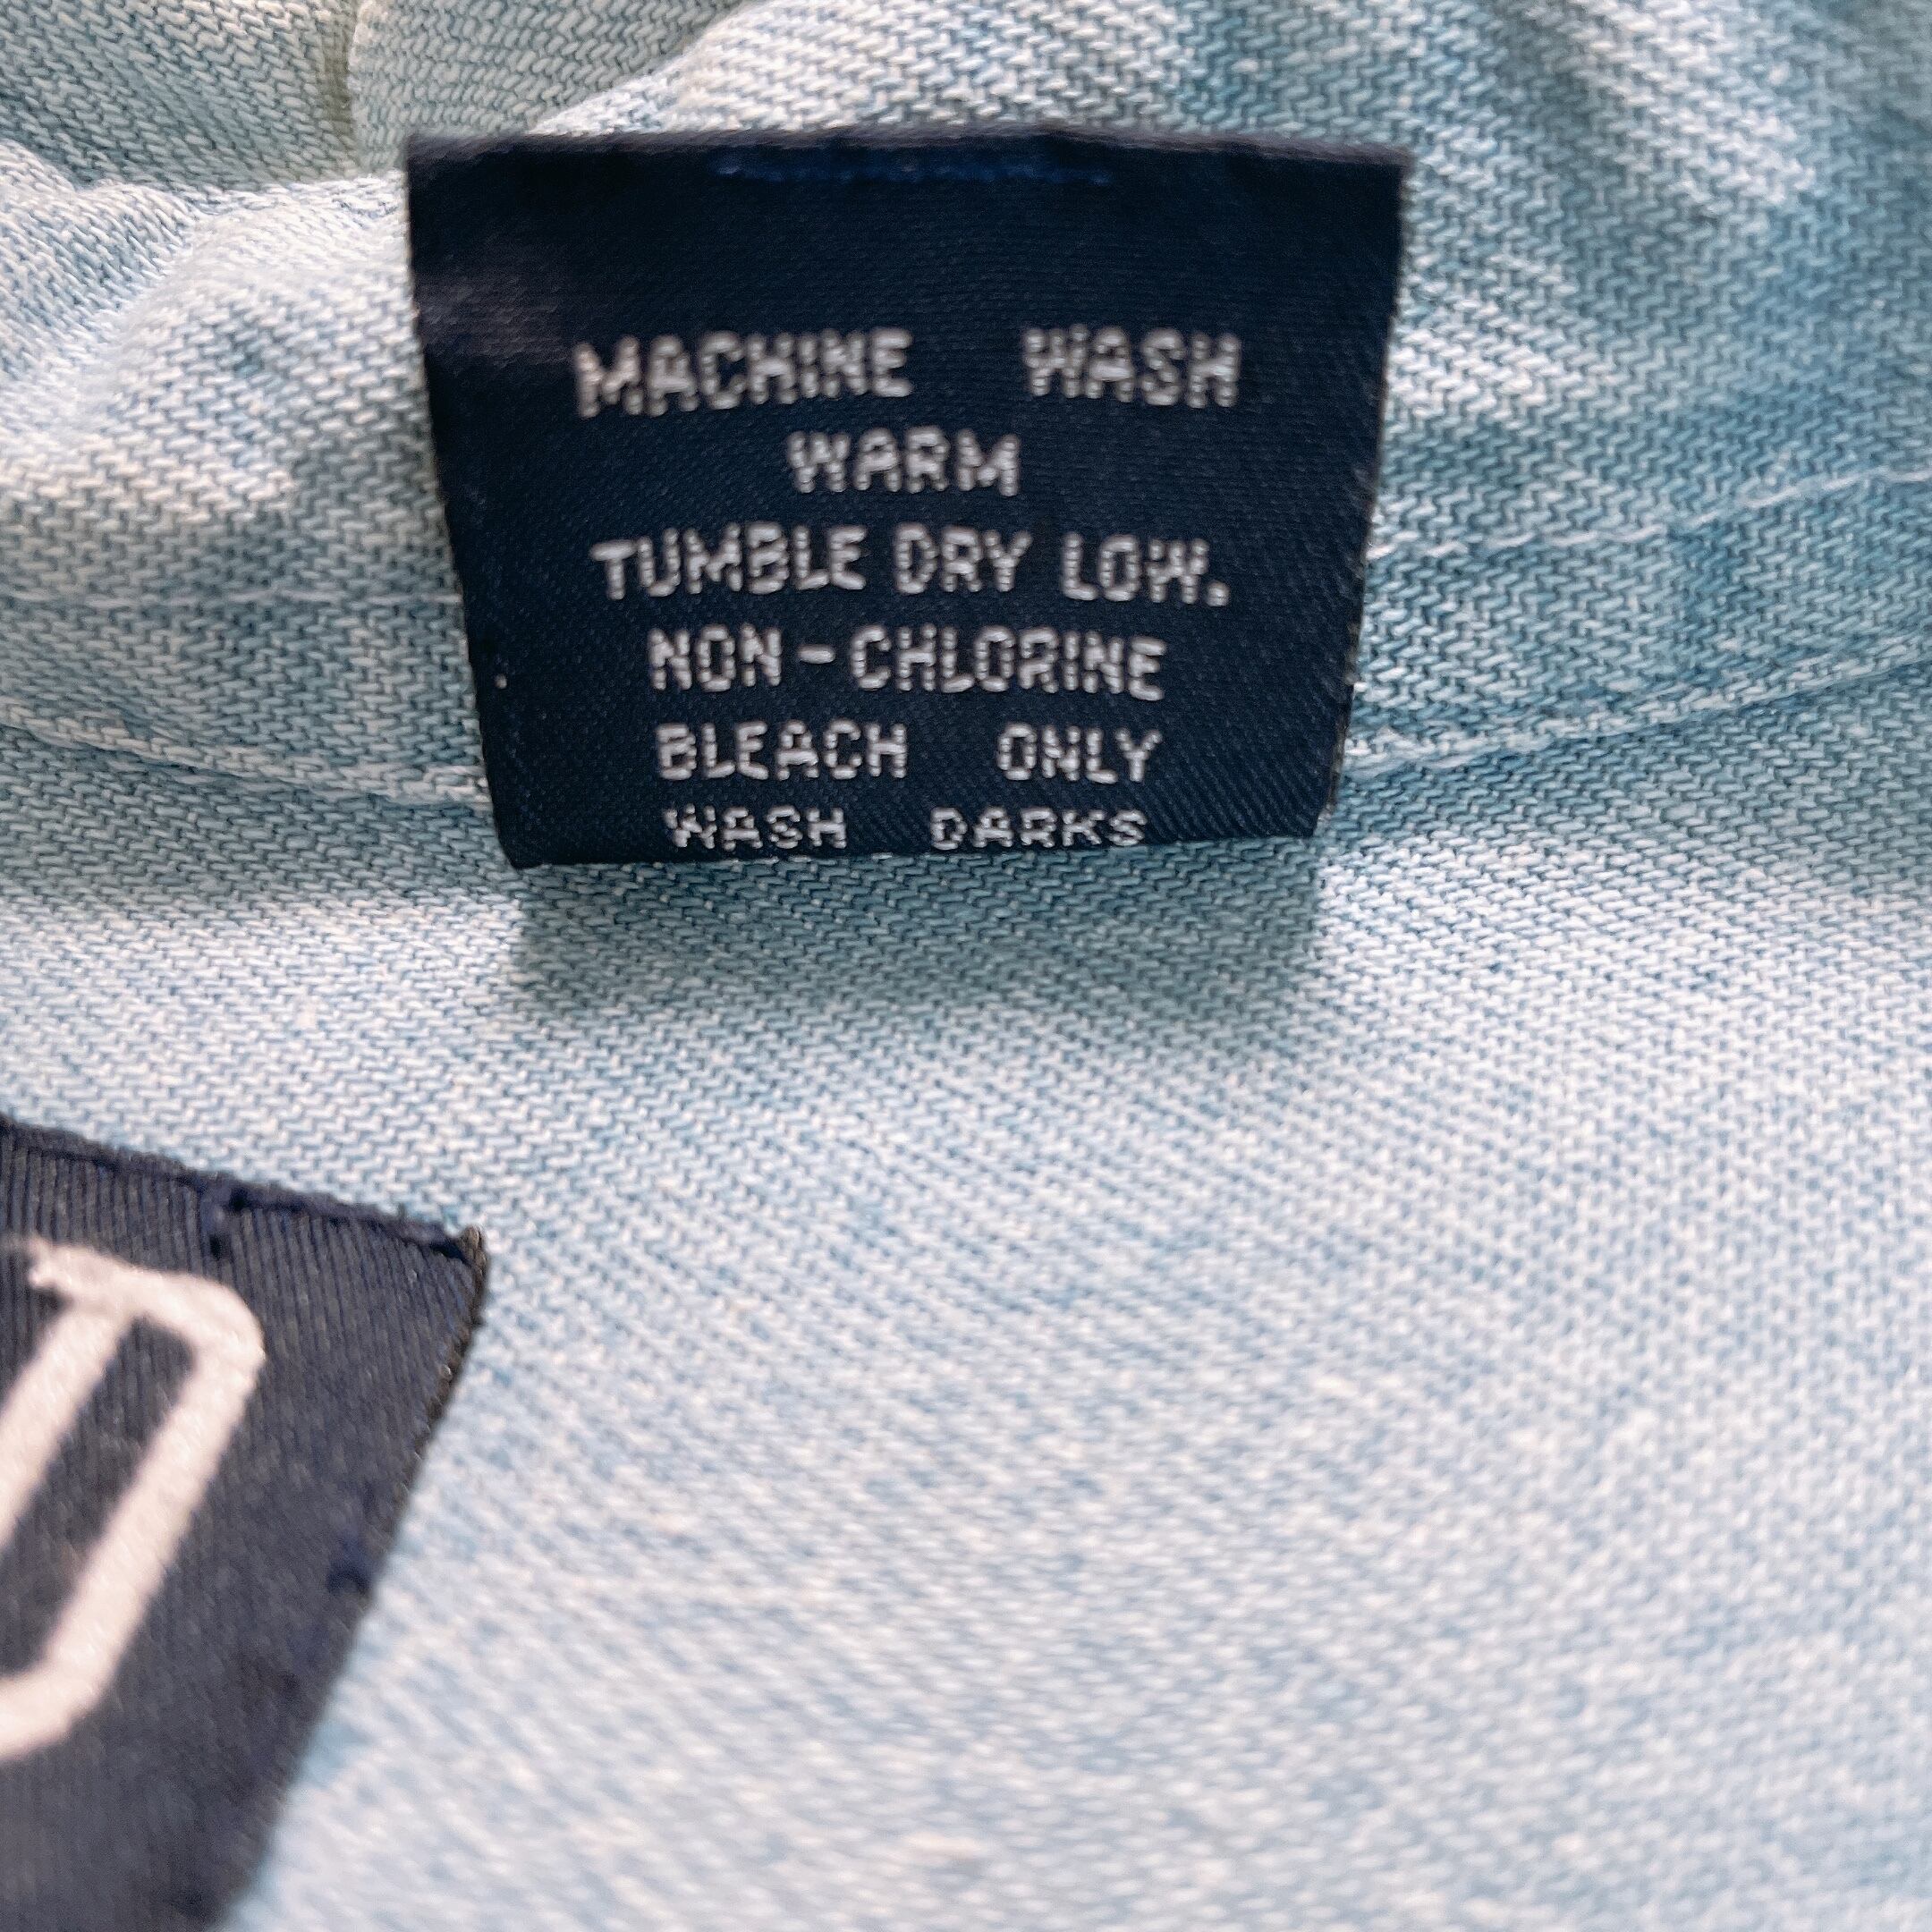 MACHINE WASH
WARM
TUMBLE DRY LOW.
NON-CHLORINE
BLEACH ONLY
WASH DARKS